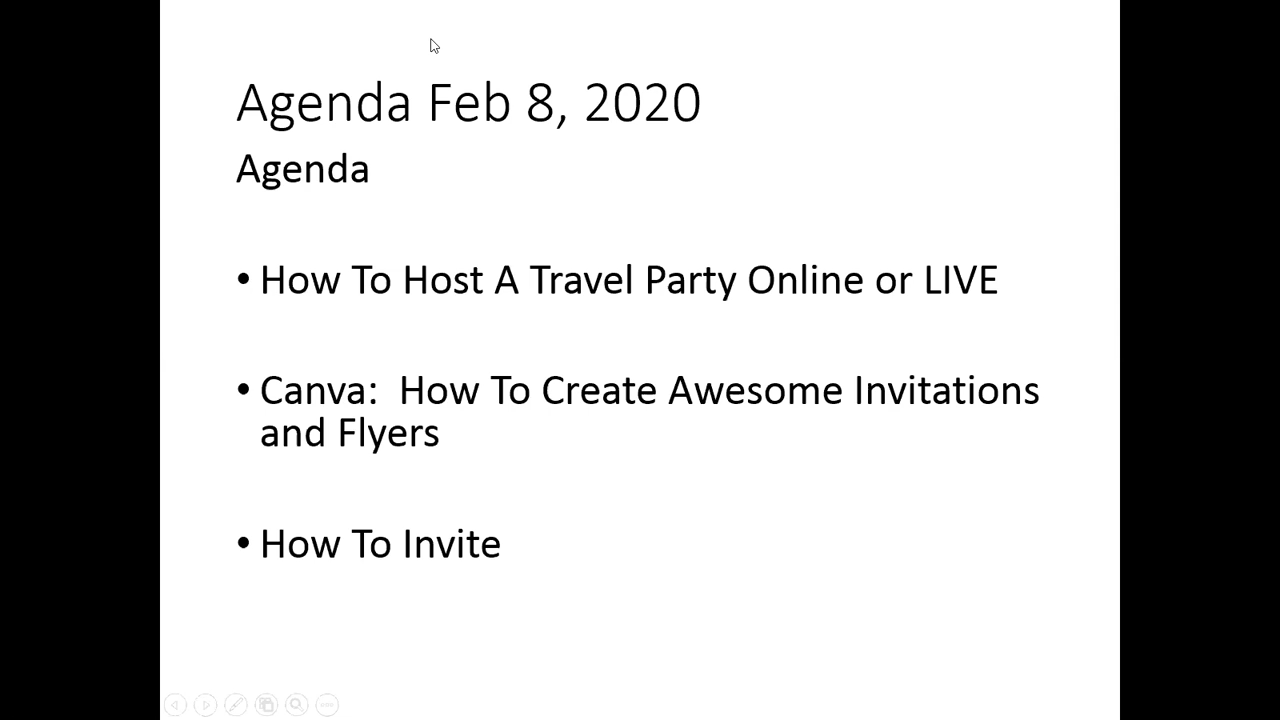 Agenda Feb 8, 2020
Agenda
• How To Host A Travel Party Online or LIVE
• Canva:  How To Create Awesome Invitations
and Flyers
• How To Invite